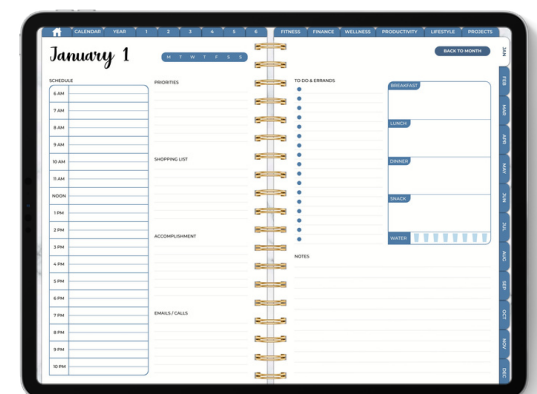 CALENDAR YEAR 1 2 3 4 5 6 FITNESS FINANCE WELLNESS PRODUCTIVITY LIFESTYLE PROJECTS
January 1
M T W T F S S
BACK TO MONTH
SCHEDULE
6 AM
7 AM
8 AM
9 AM
10 AM
11 AM
NOON
1 PM
2 PM
3 PM
4 PM
5 PM
6 PM
7 PM
8 PM
9 PM
10 PM
PRIORITIES
SHOPPING LIST
ACCOMPLISHMENT
EMAILS / CALLS
TO DO & ERRANDS
BREAKFAST
LUNCH
DINNER
SNACK
WATER
NOTES
JAN
FEB
MAR
APR
MAY
JUN
JUL
AUG
SEP
OCT
NOV
DEC